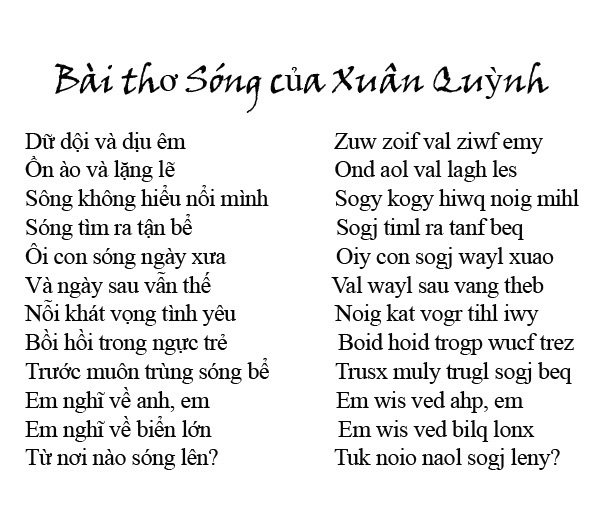 Bài thơ Sóng của Xuân Quỳnh
Dữ dội và dịu êm
Ồn ào và lặng lẽ
Sông không hiểu nổi mình
Sóng tìm ra tận bể
Ôi con sóng ngày xưa
Và ngày sau vẫn thế
Nỗi khát vọng tình yêu
Bồi hồi trong ngực trẻ
Trước muôn trùng sóng bể
Em nghĩ về anh, em
Em nghĩ về biển lớn
Từ nơi nào sóng lên?
Zuw zoif val ziwf emy
Ond aol val lagh les
Sogy kogy hiwq noig mihl
Sogj timl ra tanf beq
Oiy con sogj wayl xuao
Val wayl sau vang theb
Noig kat vogr tihl iwy
Boid hoid trogp wucf trez
Trusx muly trugl sogj beq
Em wis ved ahp, em
Em wis ved bilq lonx
Tuk noio naol sogj leny?